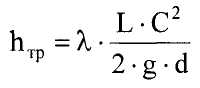 h_тр = λ · (L · C²) / (2 · g · d)